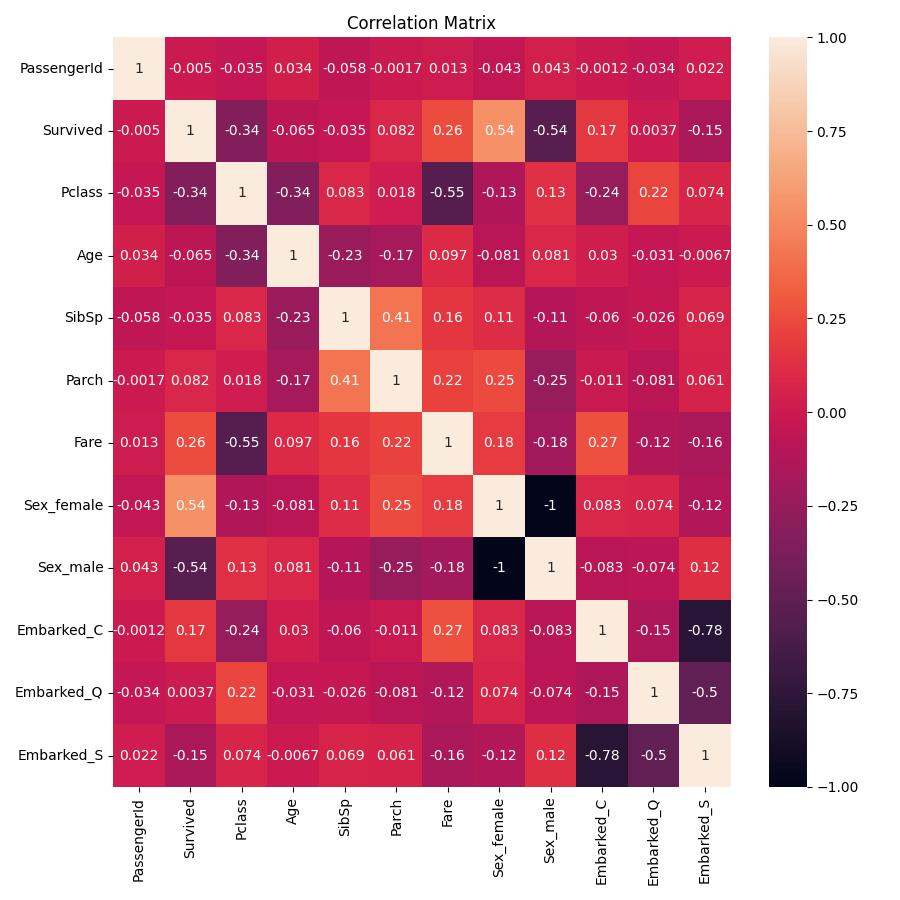 Correlation Matrix
PassengerId 1 -0.005 -0.035 0.034 -0.058 -0.0017 0.013 -0.043 0.043 -0.0012 -0.034 0.022
Survived -0.005 1 -0.34 -0.065 -0.035 0.082 0.26 0.54 -0.54 0.17 0.0037 -0.15
Pclass -0.035 -0.34 1 -0.34 0.083 0.018 -0.55 -0.13 0.13 -0.24 0.22 0.074
Age 0.034 -0.065 -0.34 1 -0.23 -0.17 0.097 -0.081 0.081 0.03 -0.031 -0.0067
SibSp -0.058 -0.035 0.083 -0.23 1 0.41 0.16 0.11 -0.11 -0.06 -0.026 0.069
Parch -0.0017 0.082 0.018 -0.17 0.41 1 0.22 0.25 -0.25 -0.011 -0.081 0.061
Fare 0.013 0.26 -0.55 0.097 0.16 0.22 1 0.18 -0.18 0.27 -0.12 -0.16
Sex_female -0.043 0.54 -0.13 -0.081 0.11 0.25 0.18 1 -1 0.083 0.074 -0.12
Sex_male 0.043 -0.54 0.13 0.081 -0.11 -0.25 -0.18 -1 1 -0.083 -0.074 0.12
Embarked_C -0.0012 0.17 -0.24 0.03 -0.06 -0.011 0.27 0.083 -0.083 1 -0.15 -0.78
Embarked_Q -0.034 0.0037 0.22 -0.031 -0.026 -0.081 -0.12 0.074 -0.074 -0.15 1 -0.5
Embarked_S 0.022 -0.15 0.074 -0.0067 0.069 0.061 -0.16 -0.12 0.12 -0.78 -0.5 1
PassengerId Survived Pclass Age SibSp Parch Fare Sex_female Sex_male Embarked_C Embarked_Q Embarked_S
1.00
0.75
0.50
0.25
0.00
−0.25
−0.50
−0.75
−1.00